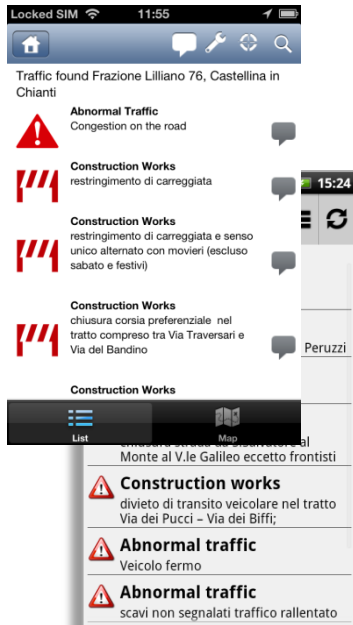 Locked SIM 11:55
Traffic found Frazione Lilliano 76, Castellina in
Chianti
Abnormal Traffic
Congestion on the road
Construction Works
restringimento di carreggiata
Construction Works
restringimento di carreggiata e senso
unico alternato con movieri (escluso
sabato e festivi)
Construction Works
chiusura corsia preferenziale nel
tratto compreso tra Via Traversari e
Via del Bandino
Construction Works
List
Map
15:24
Peruzzi
al
Monte al V.le Galileo eccetto frontisti
Construction works
divieto di transito veicolare nel tratto
Via dei Pucci – Via dei Biffi;
Abnormal traffic
Veicolo fermo
Abnormal traffic
scavi non segnalati traffico rallentato